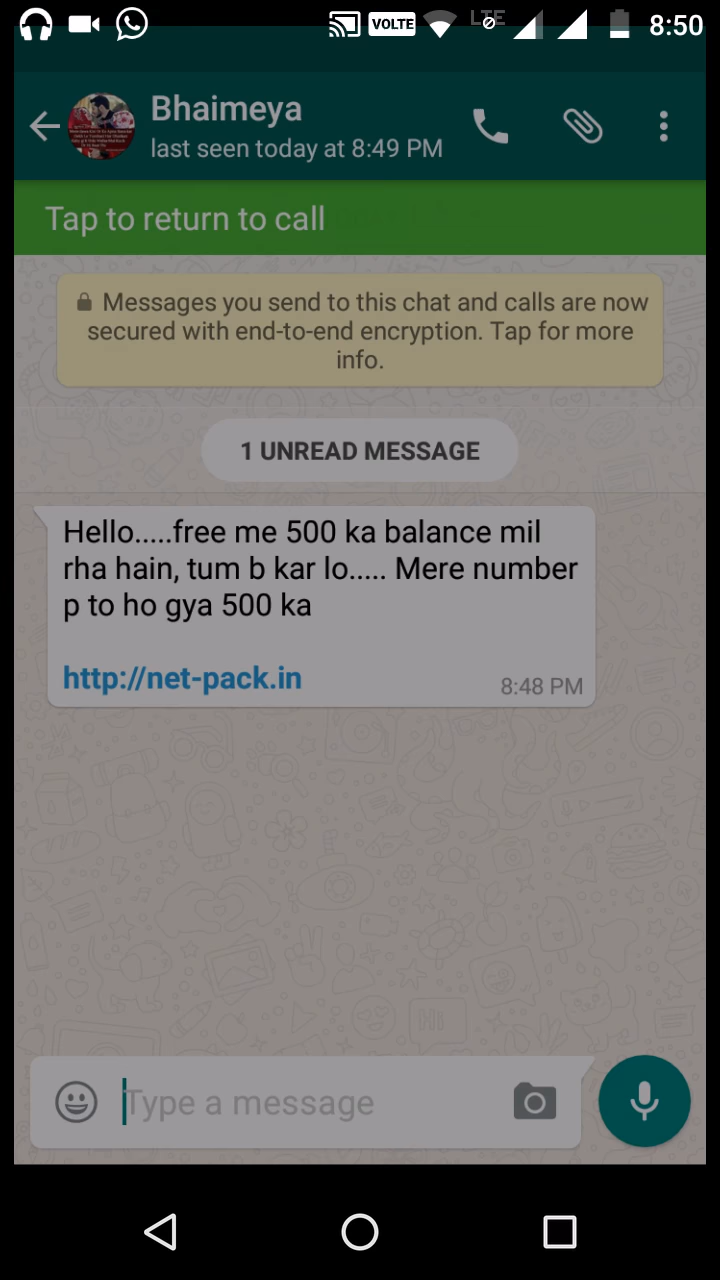 VOLTE LTE 8:50
Bhaimeya
last seen today at 8:49 PM
Tap to return to call
Messages you send to this chat and calls are now
secured with end-to-end encryption. Tap for more
info.
1 UNREAD MESSAGE
Hello.....free me 500 ka balance mil
rha hain, tum b kar lo..... Mere number
p to ho gya 500 ka
http://net-pack.in
8:48 PM
Type a message